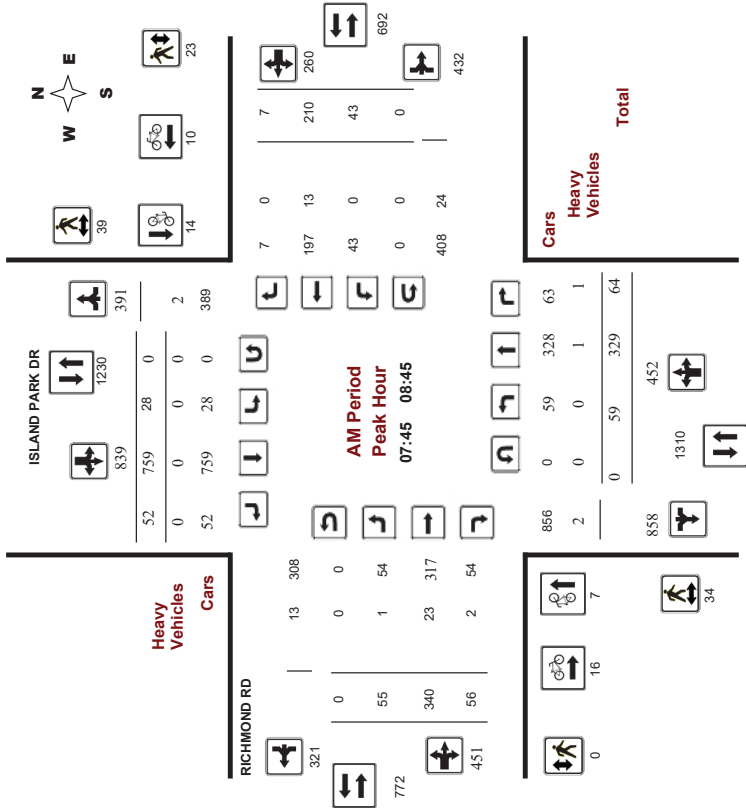 N
W E
S
692
23
260
432
10
14
39
7 210 43 0
0 13 0 0 24
7 197 43 0 408
ISLAND PARK DR
391
1230
839
52 759 28 0
0 0 0 0 2
52 759 28 0 389
Heavy
Vehicles
Cars
AM Period
Peak Hour
07:45 08:45
Cars
Heavy
Vehicles
Total
856 0 59 328 63
2 0 0 1 1
0 59 329 64
452
1310
858
RICHMOND RD
13 308
0 0
1 54
23 317
2 54
0
55
340
56
321
772
451
7
16
0
34